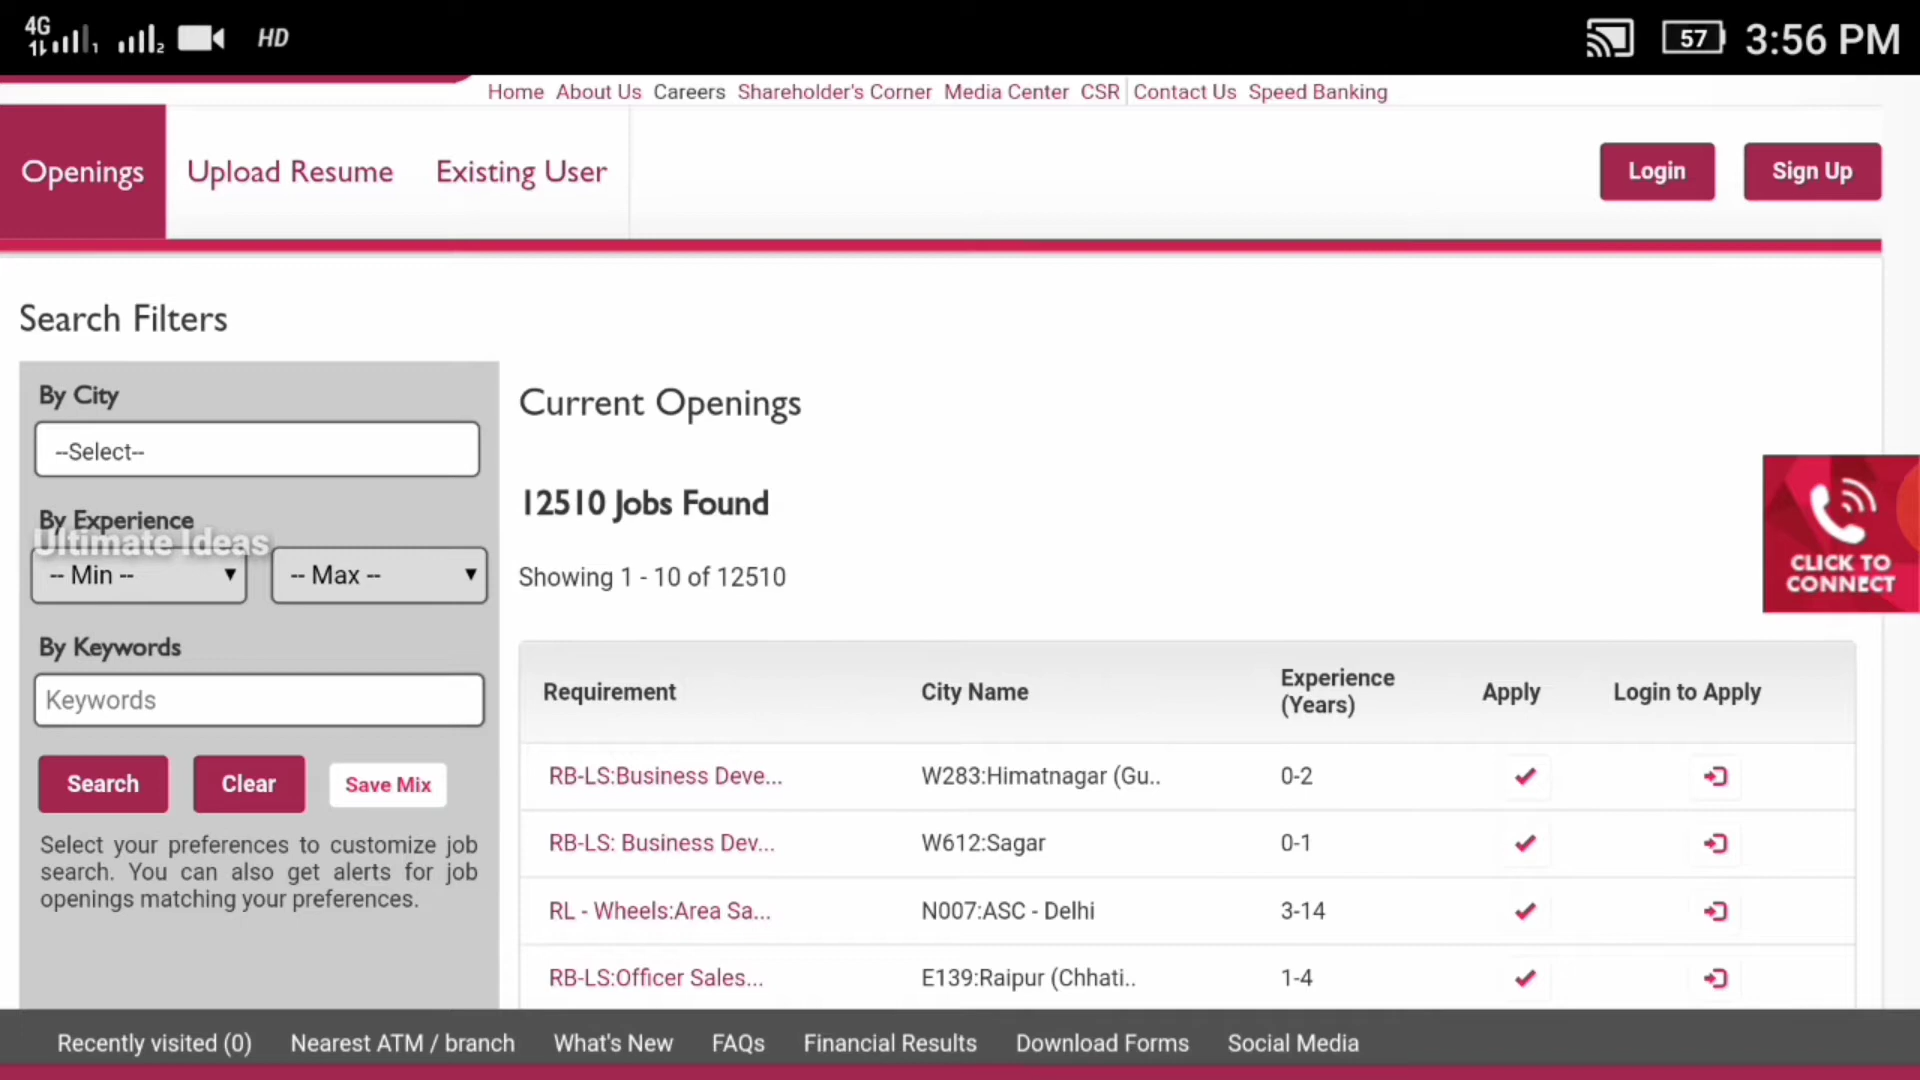 4G 1 2 HD 57 3:56 PM
Home About Us Careers Shareholder's Corner Media Center CSR Contact Us Speed Banking
Openings Upload Resume Existing User Login Sign Up
Search Filters
By City
--Select--
By Experience
Ultimate Ideas
-- Min -- -- Max --
By Keywords
Keywords
Search Clear Save Mix
Select your preferences to customize job
search. You can also get alerts for job
openings matching your preferences.
Current Openings
12510 Jobs Found
Showing 1 - 10 of 12510
CLICK TO
CONNECT
Requirement City Name Experience (Years) Apply Login to Apply
RB-LS:Business Deve... W283:Himatnagar (Gu.. 0-2
RB-LS: Business Dev... W612:Sagar 0-1
RL - Wheels:Area Sa... N007:ASC - Delhi 3-14
RB-LS:Officer Sales... E139:Raipur (Chhati.. 1-4
Recently visited (0) Nearest ATM / branch What's New FAQs Financial Results Download Forms Social Media